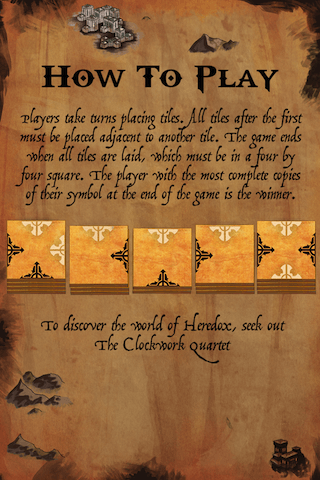 How To Play
Players take turns placing tiles. All tiles after the first
must be placed adjacent to another tile. The game ends
when all tiles are laid, which must be in a four by
four square. The player with the most complete copies
of their symbol at the end of the game is the winner.
To discover the world of Heredox, seek out
The Clockwork Quartet